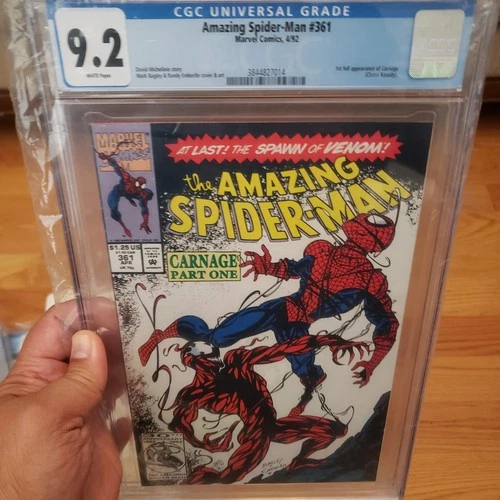 CGC UNIVERSAL GRADE
9.2
WHITE Pages
Amazing Spider-Man #361
Marvel Comics, 4/92
David Michelinie story
Mark Bagley & Randy Emberlin cover & art
3844827014
1st full appearance of Carnage
(Cletus Kasady).
MARVEL
AT LAST! THE SPAWN OF VENOM!
the AMAZING
SPIDER-MAN
$1.25 US
361
APR
CARNAGE
PART ONE